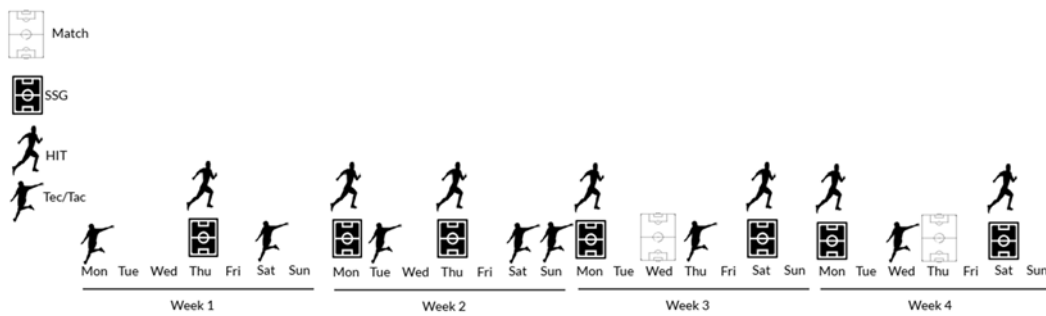 Match
SSG
HIT
Tec/Tac
Mon Tue Wed Thu Fri Sat Sun Mon Tue Wed Thu Fri Sat Sun Mon Tue Wed Thu Fri Sat Sun Mon Tue Wed Thu Fri Sat Sun
Week 1 Week 2 Week 3 Week 4